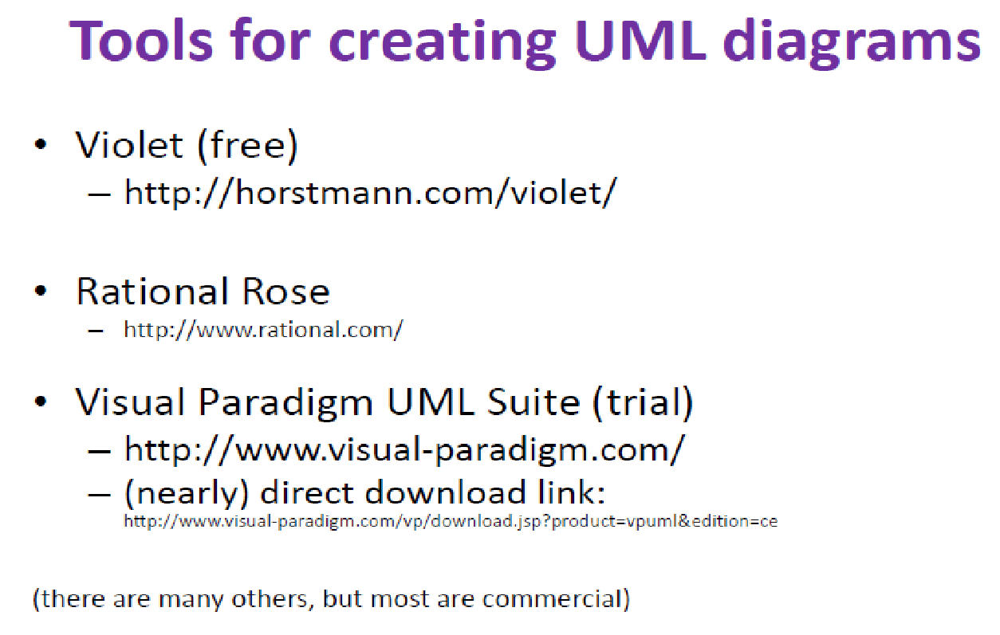 Tools for creating UML diagrams
• Violet (free)
– http://horstmann.com/violet/
• Rational Rose
– http://www.rational.com/
• Visual Paradigm UML Suite (trial)
– http://www.visual-paradigm.com/
– (nearly) direct download link:
http://www.visual-paradigm.com/vp/download.jsp?product=vpuml&edition=ce
(there are many others, but most are commercial)